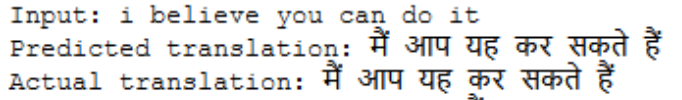 Input: i believe you can do it
Predicted translation: मैं आप यह कर सकते हैं
Actual translation: मैं आप यह कर सकते हैं